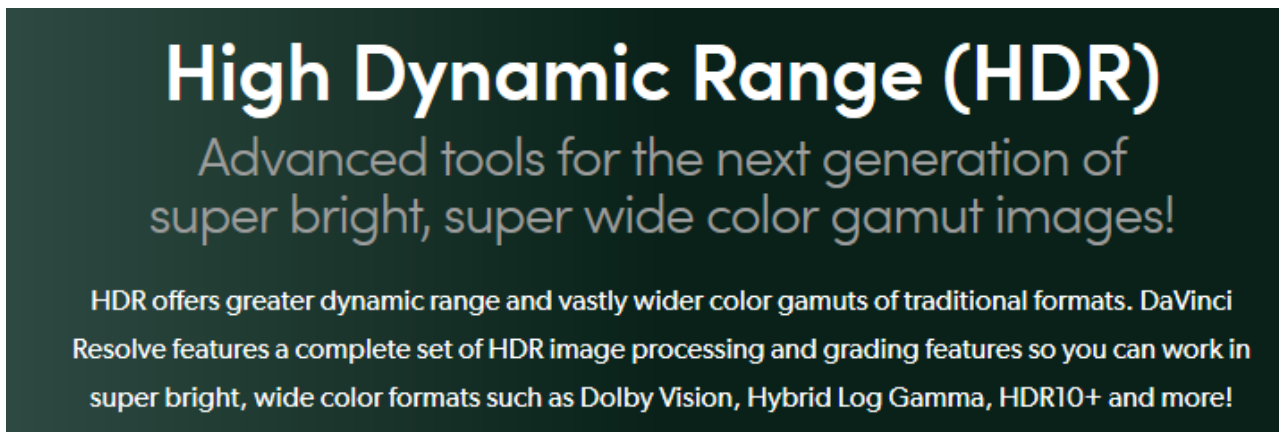 High Dynamic Range (HDR)
Advanced tools for the next generation of
super bright, super wide color gamut images!
HDR offers greater dynamic range and vastly wider color gamuts of traditional formats. DaVinci
Resolve features a complete set of HDR image processing and grading features so you can work in
super bright, wide color formats such as Dolby Vision, Hybrid Log Gamma, HDR10+ and more!